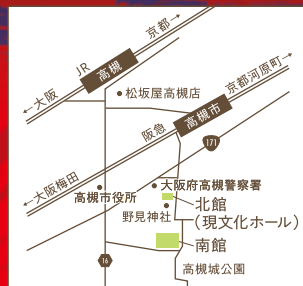 京都→
JR
高槻
←大阪
松坂屋高槻店
京都河原町→
高槻市
阪急
171
←大阪梅田
高槻市役所
大阪府高槻警察署
北館
野見神社
(現文化ホール)
南館
16
高槻城公園